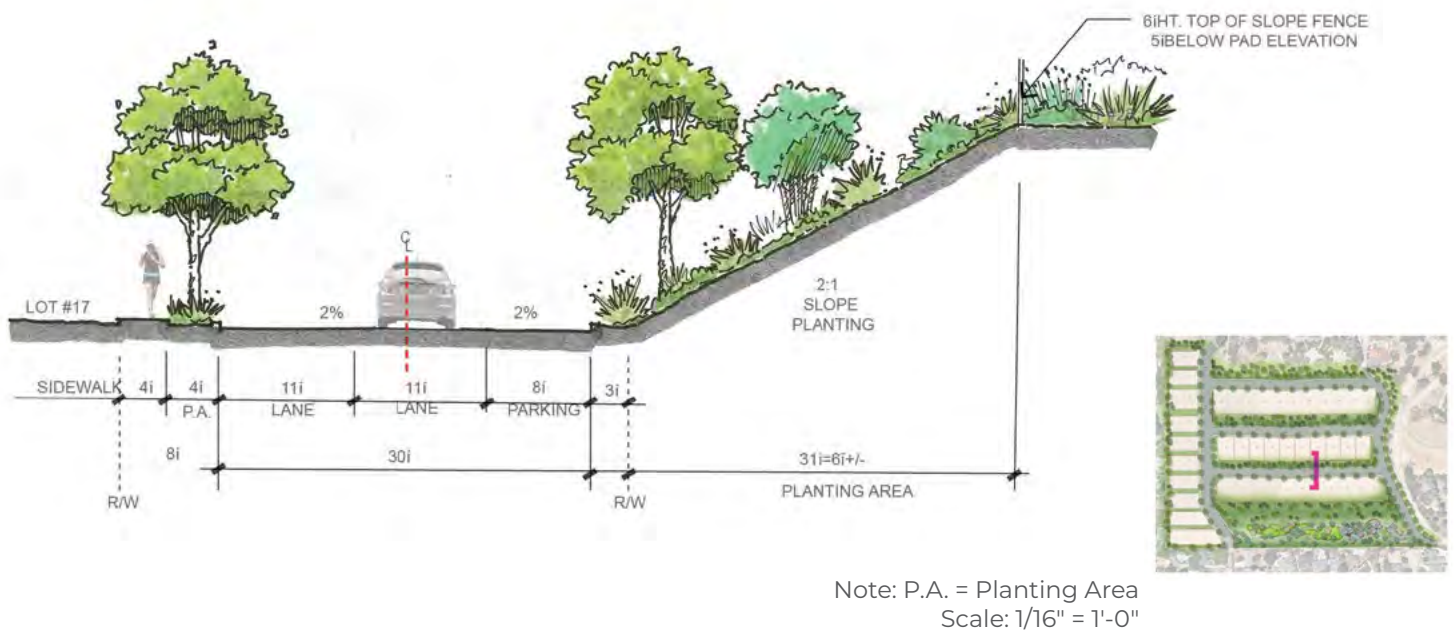 6ïHT. TOP OF SLOPE FENCE
5ïBELOW PAD ELEVATION
CL
LOT #17
2%
2%
2:1
SLOPE
PLANTING
SIDEWALK
4ï
4ï
11ï
11ï
8ï
3ï
P.A.
LANE
LANE
PARKING
8ï
30ï
31ï=6ï+/-
PLANTING AREA
R/W
R/W
Note: P.A. = Planting Area
Scale: 1/16" = 1'-0"